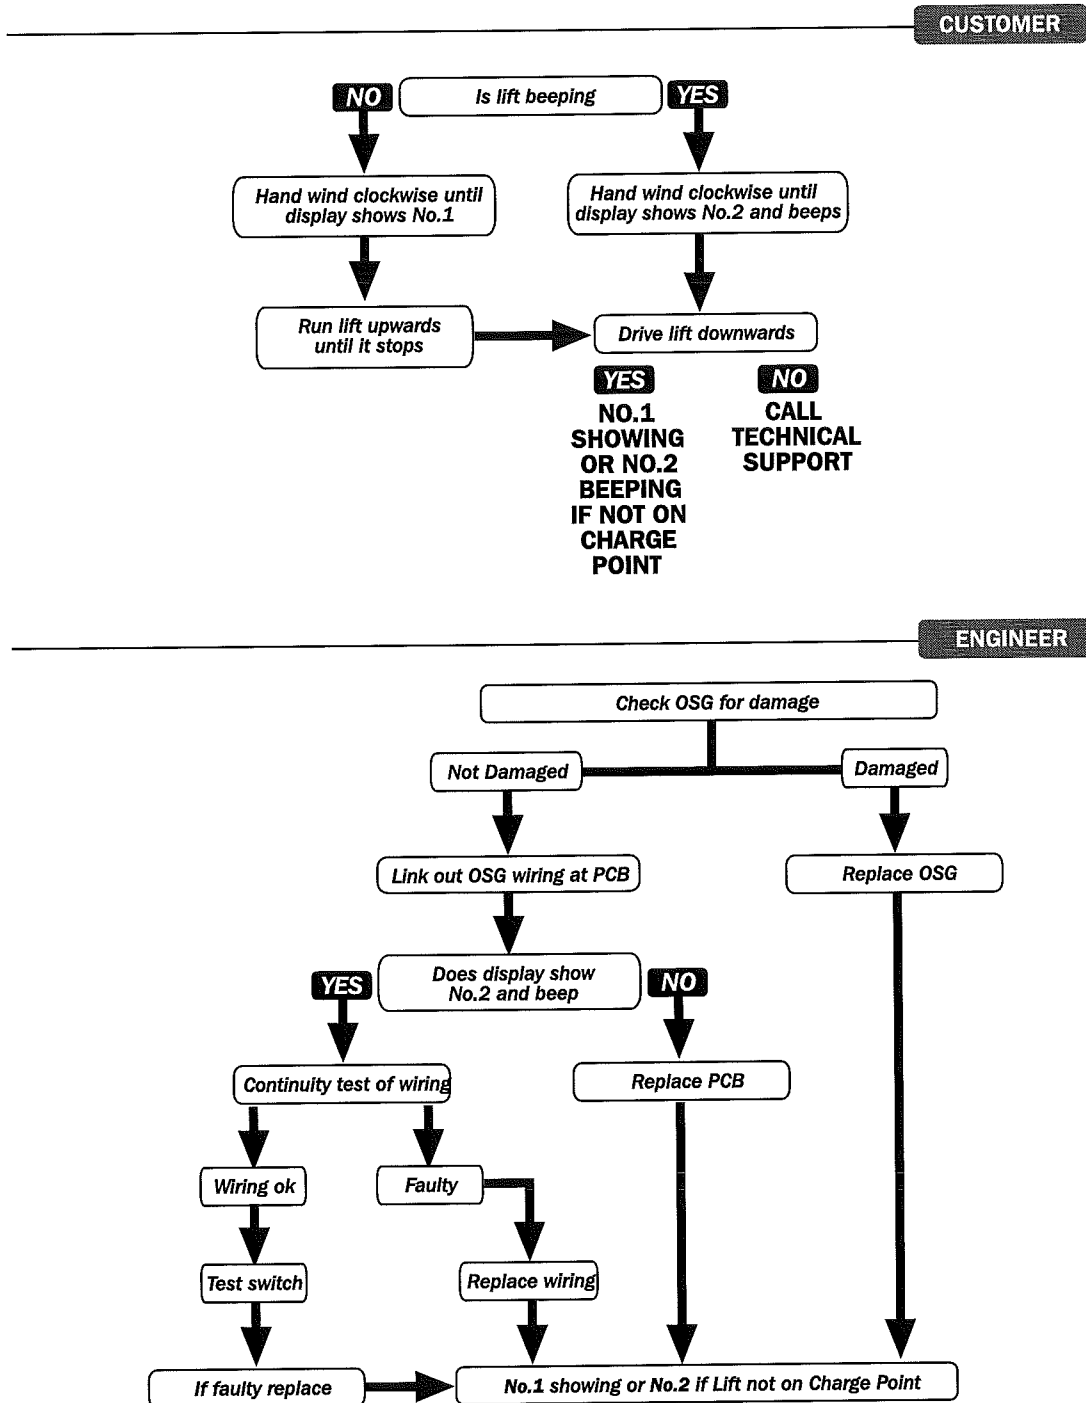 CUSTOMER
NO
Is lift beeping
YES
Hand wind clockwise until
display shows No.1
Hand wind clockwise until
display shows No.2 and beeps
Run lift upwards
until it stops
Drive lift downwards
YES
NO.1
SHOWING
OR NO.2
BEEPING
IF NOT ON
CHARGE
POINT
NO
CALL
TECHNICAL
SUPPORT
ENGINEER
Check OSG for damage
Not Damaged
Damaged
Link out OSG wiring at PCB
Replace OSG
YES
Does display show
No.2 and beep
NO
Continuity test of wiring
Replace PCB
Wiring ok
Faulty
Test switch
Replace wiring
If faulty replace
No.1 showing or No.2 if Lift not on Charge Point